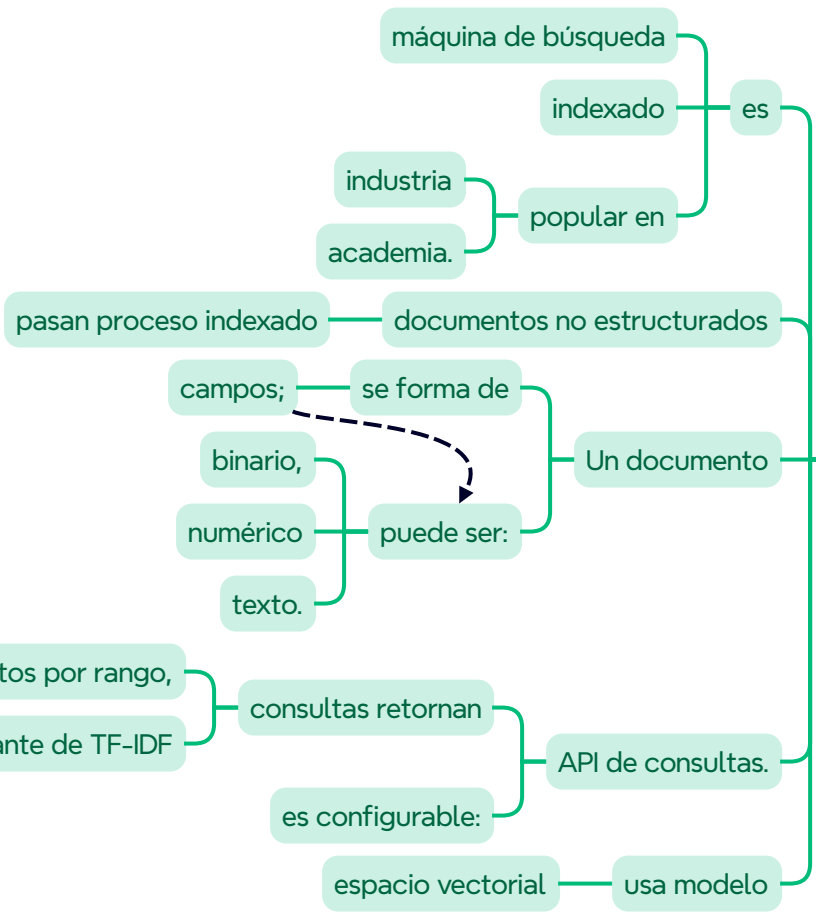 máquina de búsqueda
indexado
es
industria
popular en
academia.
pasan proceso indexado
documentos no estructurados
campos;
se forma de
binario,
Un documento
numérico
puede ser:
texto.
por rango,
consultas retornan
de TF-IDF
API de consultas.
es configurable:
espacio vectorial
usa modelo